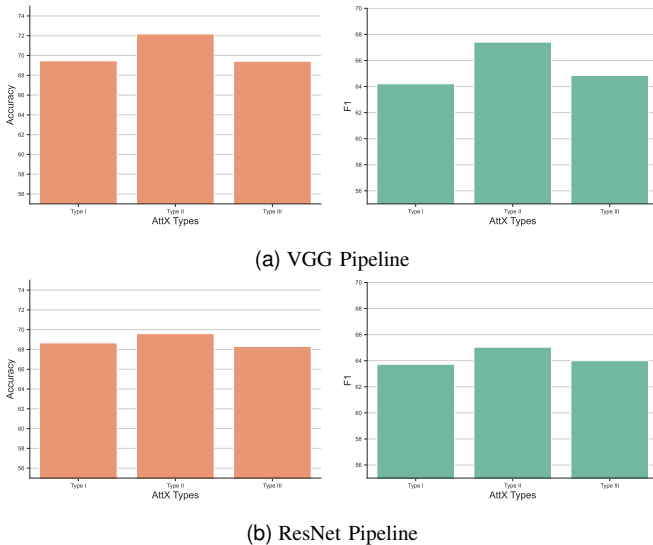 74
72
70
68
66
64
62
60
58
56
Accuracy
Type I
Type II
Type III
AttX Types
70
68
66
64
62
60
58
56
F1
Type I
Type II
Type III
AttX Types
(a) VGG Pipeline
74
72
70
68
66
64
62
60
58
56
Accuracy
Type I
Type II
Type III
AttX Types
70
68
66
64
62
60
58
56
F1
Type I
Type II
Type III
AttX Types
(b) ResNet Pipeline